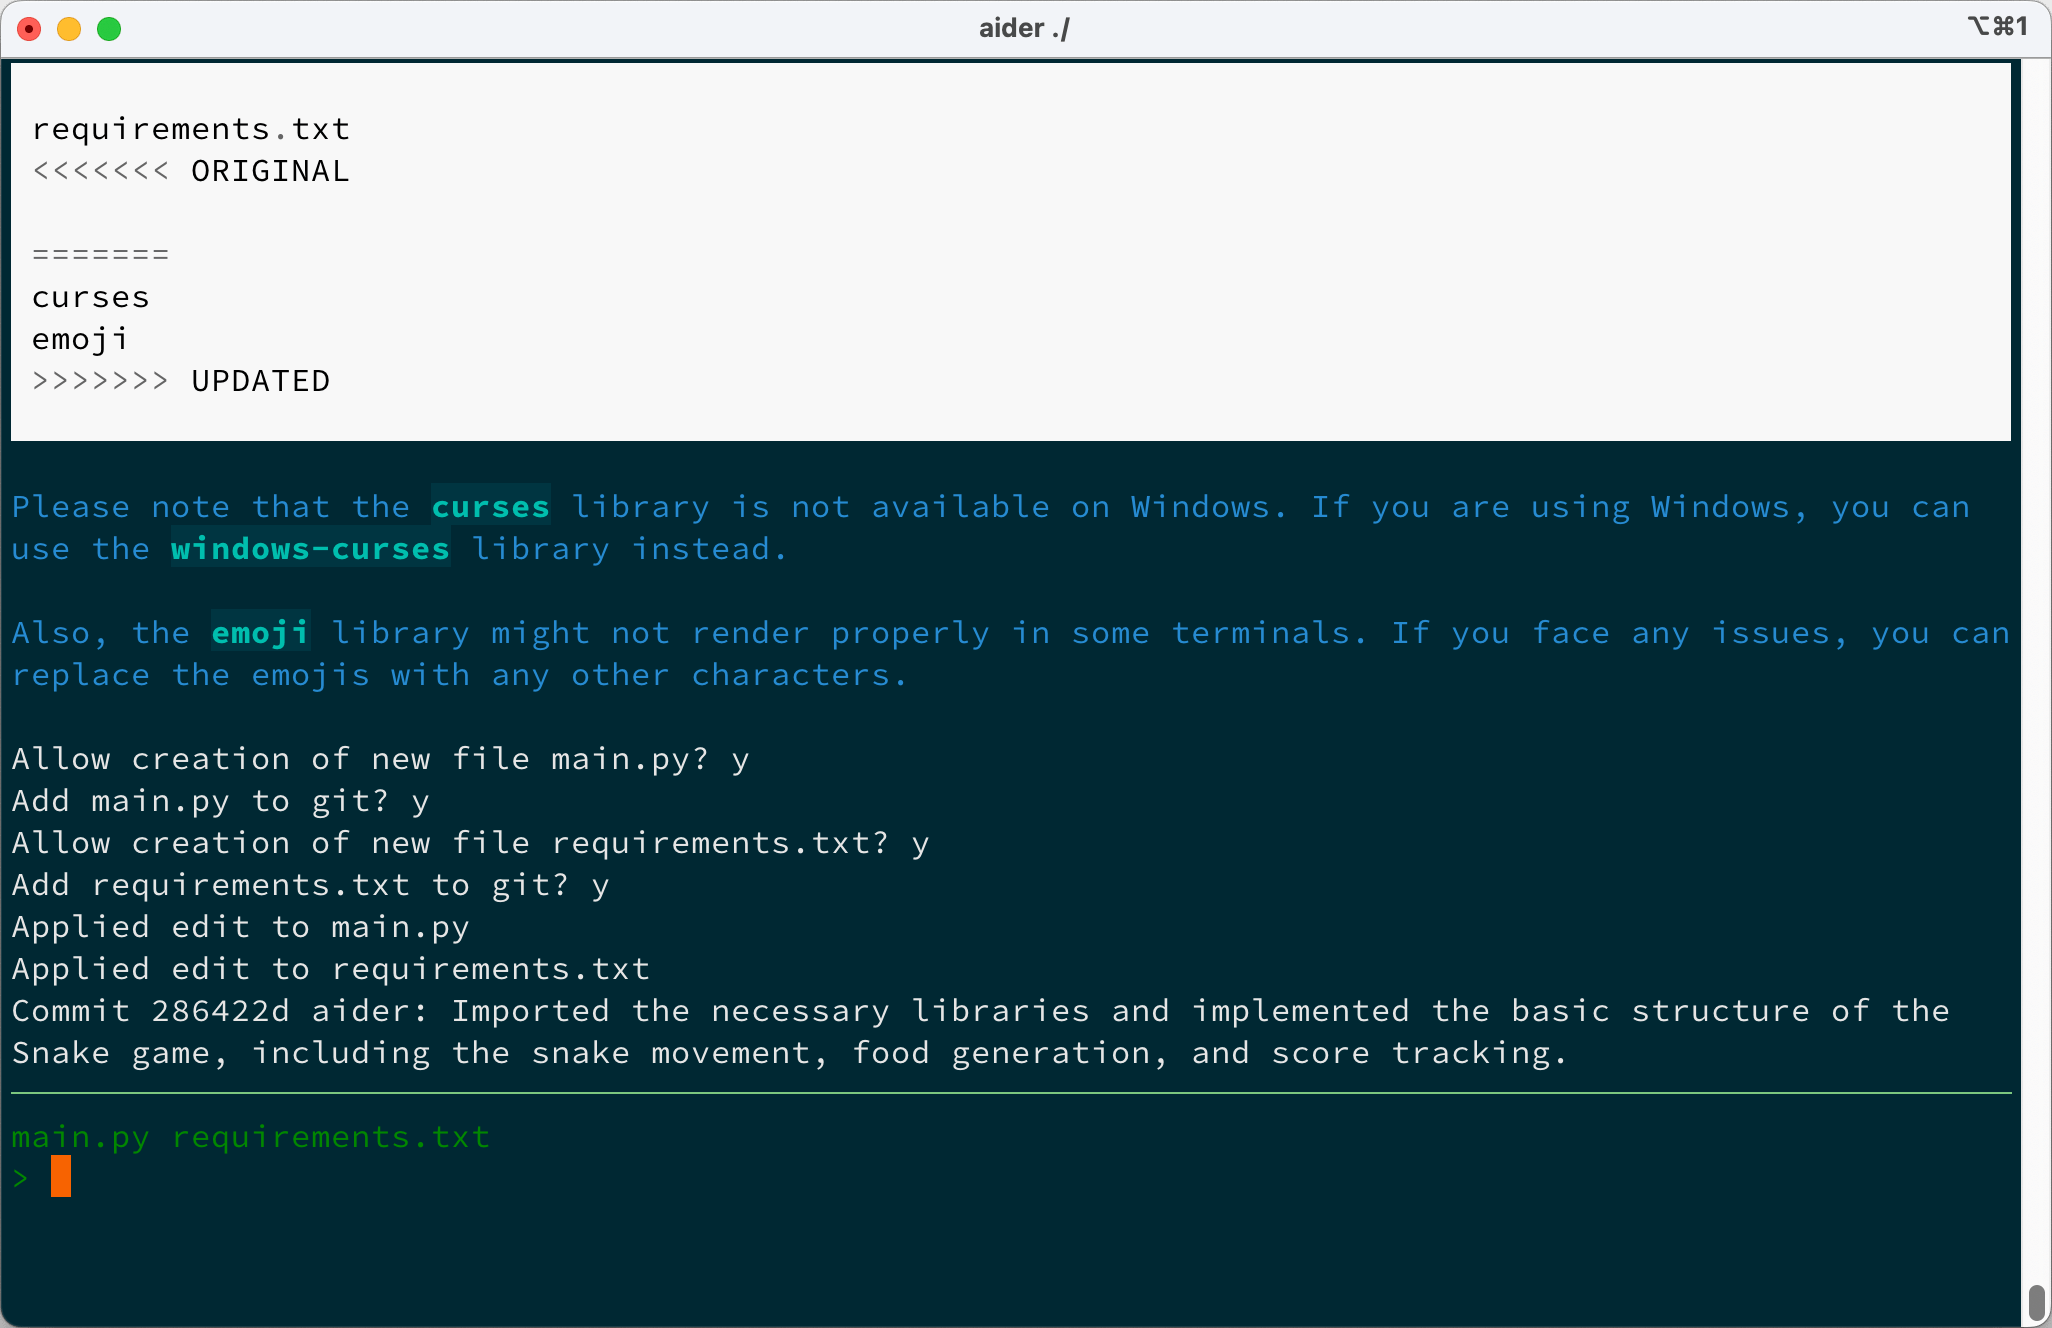 aider ./
⌥⌘1
requirements.txt
<<<<<<< ORIGINAL
=======
curses
emoji
>>>>>>> UPDATED
Please note that the curses library is not available on Windows. If you are using Windows, you can
use the windows-curses library instead.
Also, the emoji library might not render properly in some terminals. If you face any issues, you can
replace the emojis with any other characters.
Allow creation of new file main.py? y
Add main.py to git? y
Allow creation of new file requirements.txt? y
Add requirements.txt to git? y
Applied edit to main.py
Applied edit to requirements.txt
Commit 286422d aider: Imported the necessary libraries and implemented the basic structure of the
Snake game, including the snake movement, food generation, and score tracking.
main.py requirements.txt
>